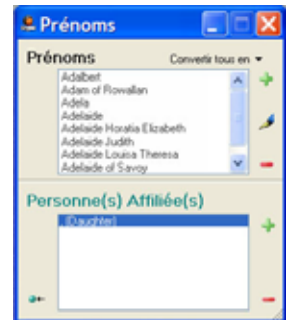 Prénoms
Prénoms Convertir tous en
Adalbert
Adam of Rowallan
Adela
Adelaide
Adelaide Horatia Elizabeth
Adelaide Judith
Adelaide Louisa Theresa
Adelaide of Savoy
Personne(s) Affiliée(s)
(Daughter)